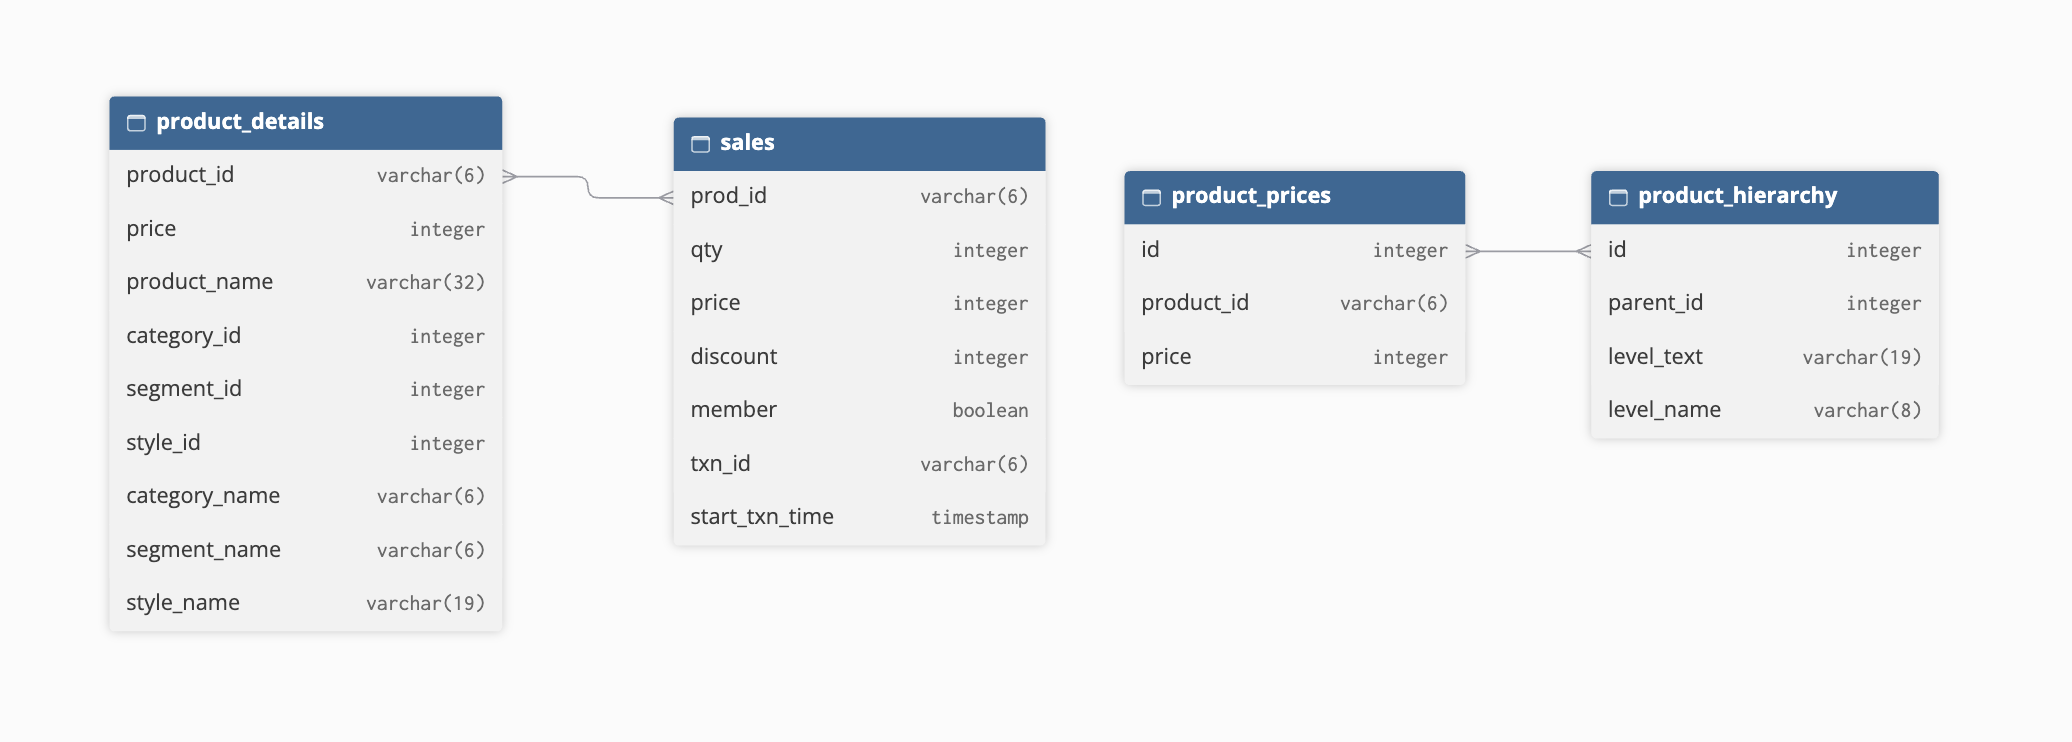 product_details
product_id varchar(6)
price integer
product_name varchar(32)
category_id integer
segment_id integer
style_id integer
category_name varchar(6)
segment_name varchar(6)
style_name varchar(19)
sales
prod_id varchar(6)
qty integer
price integer
discount integer
member boolean
txn_id varchar(6)
start_txn_time timestamp
product_prices
id integer
product_id varchar(6)
price integer
product_hierarchy
id integer
parent_id integer
level_text varchar(19)
level_name varchar(8)